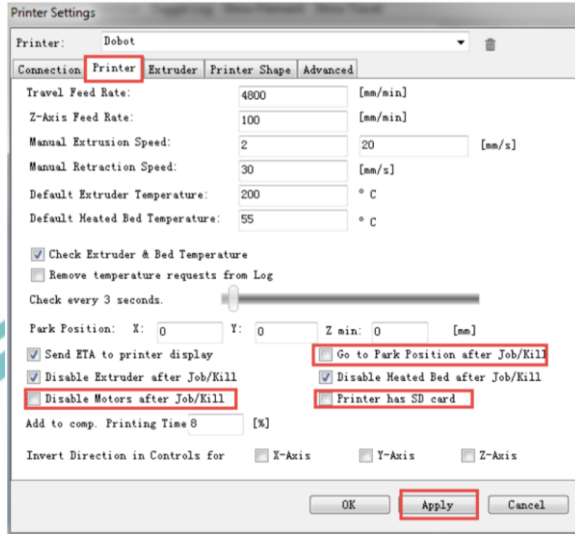 Printer Settings
Printer: Dobot
Connection Printer Extruder Printer Shape Advanced
Travel Feed Rate: 4800 [mm/min]
Z-Axis Feed Rate: 100 [mm/min]
Manual Extrusion Speed: 2 20 [mm/s]
Manual Retraction Speed: 30 [mm/s]
Default Extruder Temperature: 200 ° C
Default Heated Bed Temperature: 55 ° C
Check Extruder & Bed Temperature
Remove temperature requests from Log
Check every 3 seconds.
Park Position: X: 0 Y: 0 Z min: 0 [mm]
Send ETA to printer display Go to Park Position after Job/Kill
Disable Extruder after Job/Kill Disable Heated Bed after Job/Kill
Disable Motors after Job/Kill Printer has SD card
Add to comp. Printing Time 8 [%]
Invert Direction in Controls for X-Axis Y-Axis Z-Axis
OK Apply Cancel